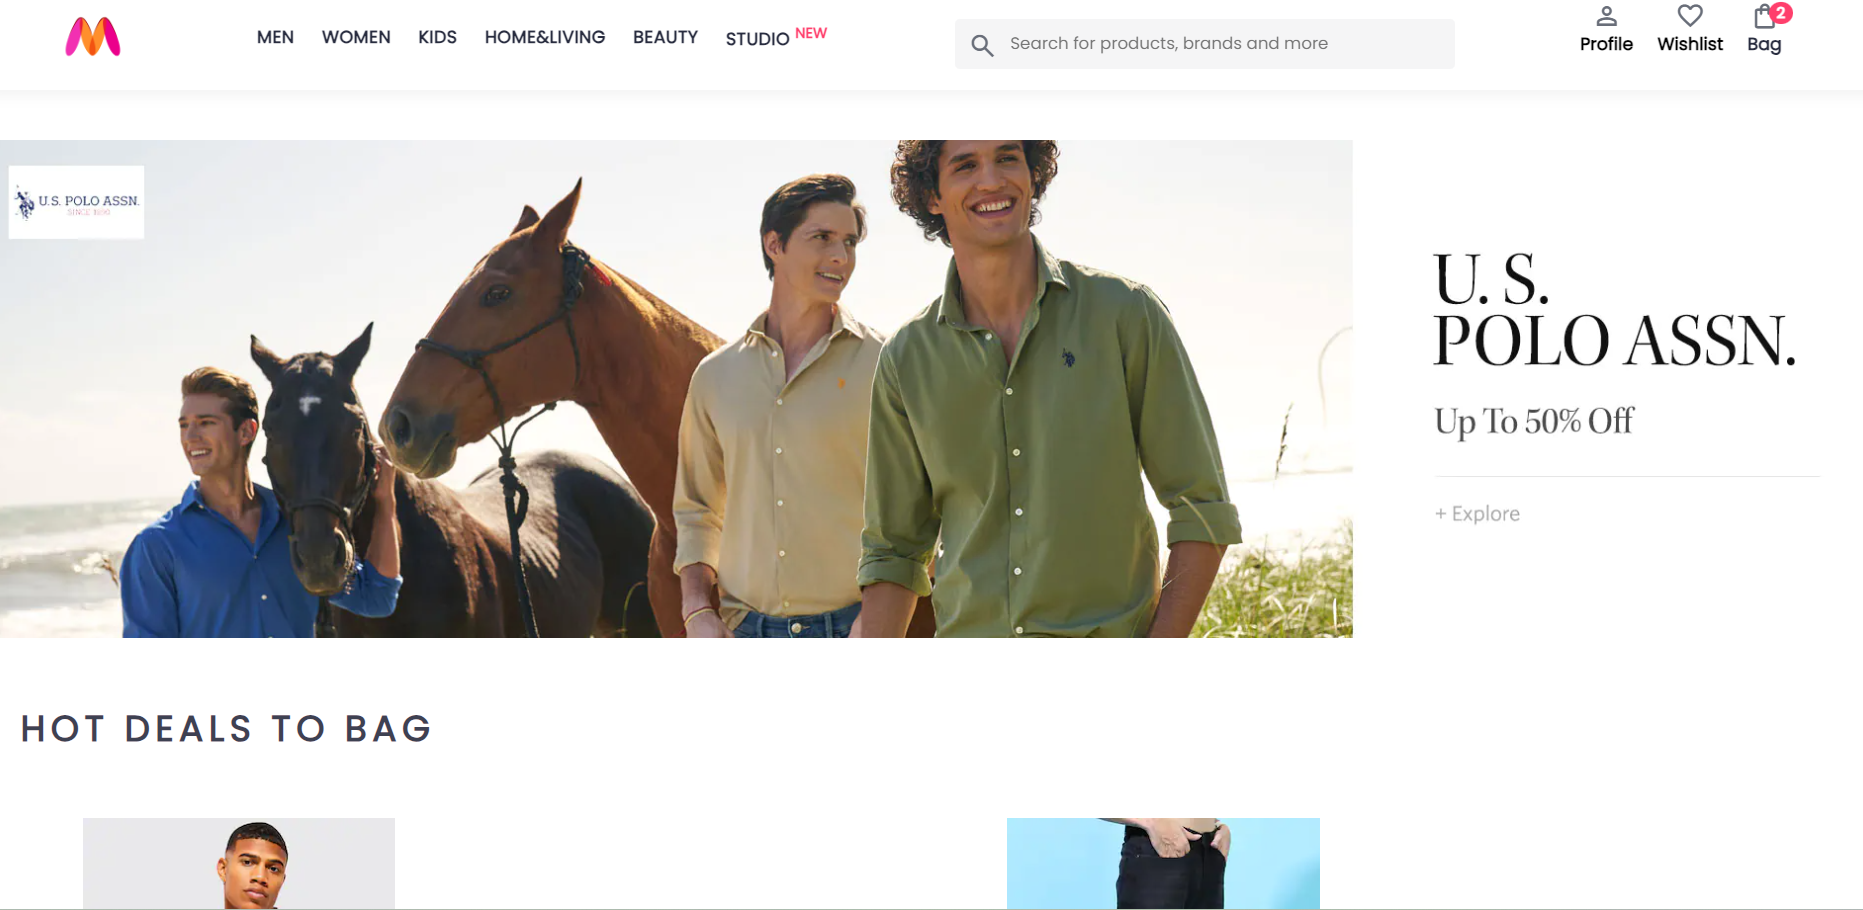 MEN WOMEN KIDS HOME&LIVING BEAUTY STUDIO NEW
Search for products, brands and more
Profile Wishlist Bag 2
U.S. POLO ASSN.
SINCE 1890
U. S.
POLO ASSN.
Up To 50% Off
+ Explore
HOT DEALS TO BAG